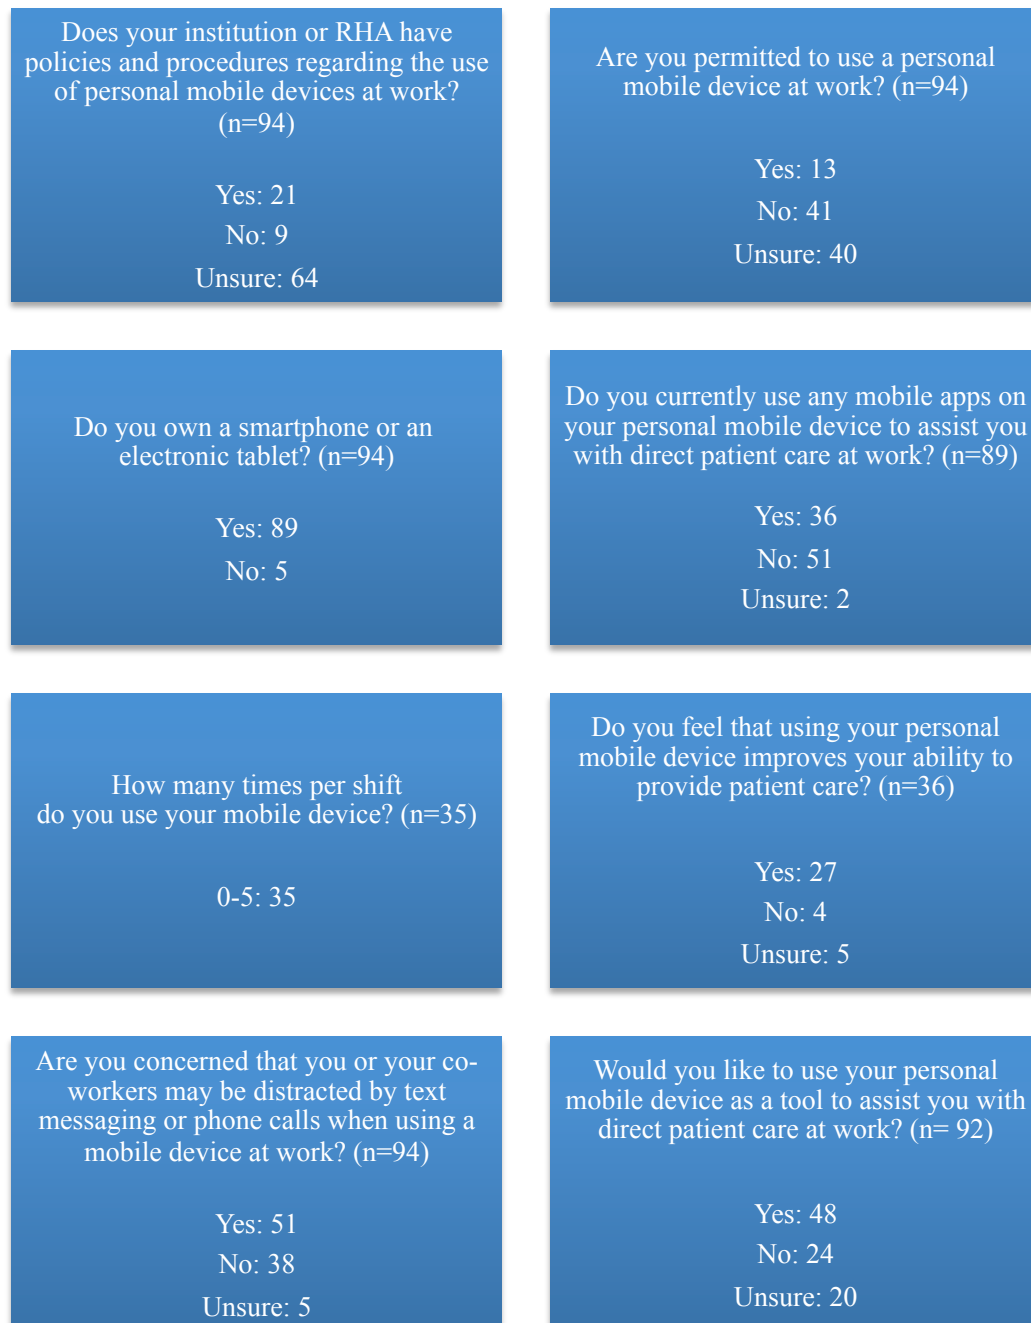 Does your institution or RHA have
policies and procedures regarding the use
of personal mobile devices at work?
(n=94)
Yes: 21
No: 9
Unsure: 64
Are you permitted to use a personal
mobile device at work? (n=94)
Yes: 13
No: 41
Unsure: 40
Do you own a smartphone or an
electronic tablet? (n=94)
Yes: 89
No: 5
Do you currently use any mobile apps on
your personal mobile device to assist you
with direct patient care at work? (n=89)
Yes: 36
No: 51
Unsure: 2
How many times per shift
do you use your mobile device? (n=35)
0-5: 35
Do you feel that using your personal
mobile device improves your ability to
provide patient care? (n=36)
Yes: 27
No: 4
Unsure: 5
Are you concerned that you or your co-
workers may be distracted by text
messaging or phone calls when using a
mobile device at work? (n=94)
Yes: 51
No: 38
Unsure: 5
Would you like to use your personal
mobile device as a tool to assist you with
direct patient care at work? (n= 92)
Yes: 48
No: 24
Unsure: 20